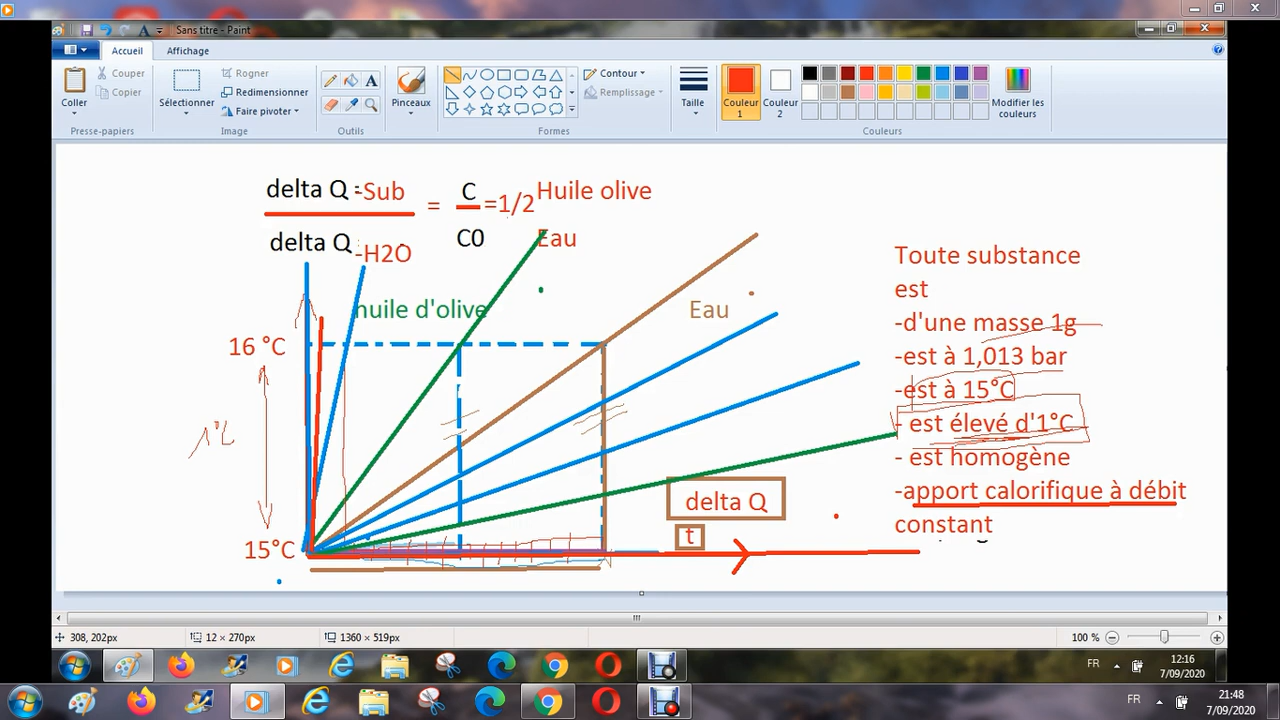 Sans titre - Paint
Accueil
Affichage
Coller
Couper
Copier
Presse-papiers
Sélectionner
Rogner
Redimensionner
Faire pivoter
Image
Outils
Pinceaux
Contour
Remplissage
Formes
Taille
Couleur
1
Couleur
2
Couleurs
Modifier les
couleurs
delta Q -Sub = C =1/2 Huile olive
delta Q -H2O C0 Eau
huile d'olive
Eau
16 °C
15°C
delta Q
t
Toute substance
est
-d'une masse 1g
-est à 1,013 bar
-est à 15°C
- est élevé d'1°C
- est homogène
-apport calorifique à débit
constant
308, 202px
12 × 270px
1360 × 519px
100 %
FR
12:16
7/09/2020
FR
21:48
7/09/2020